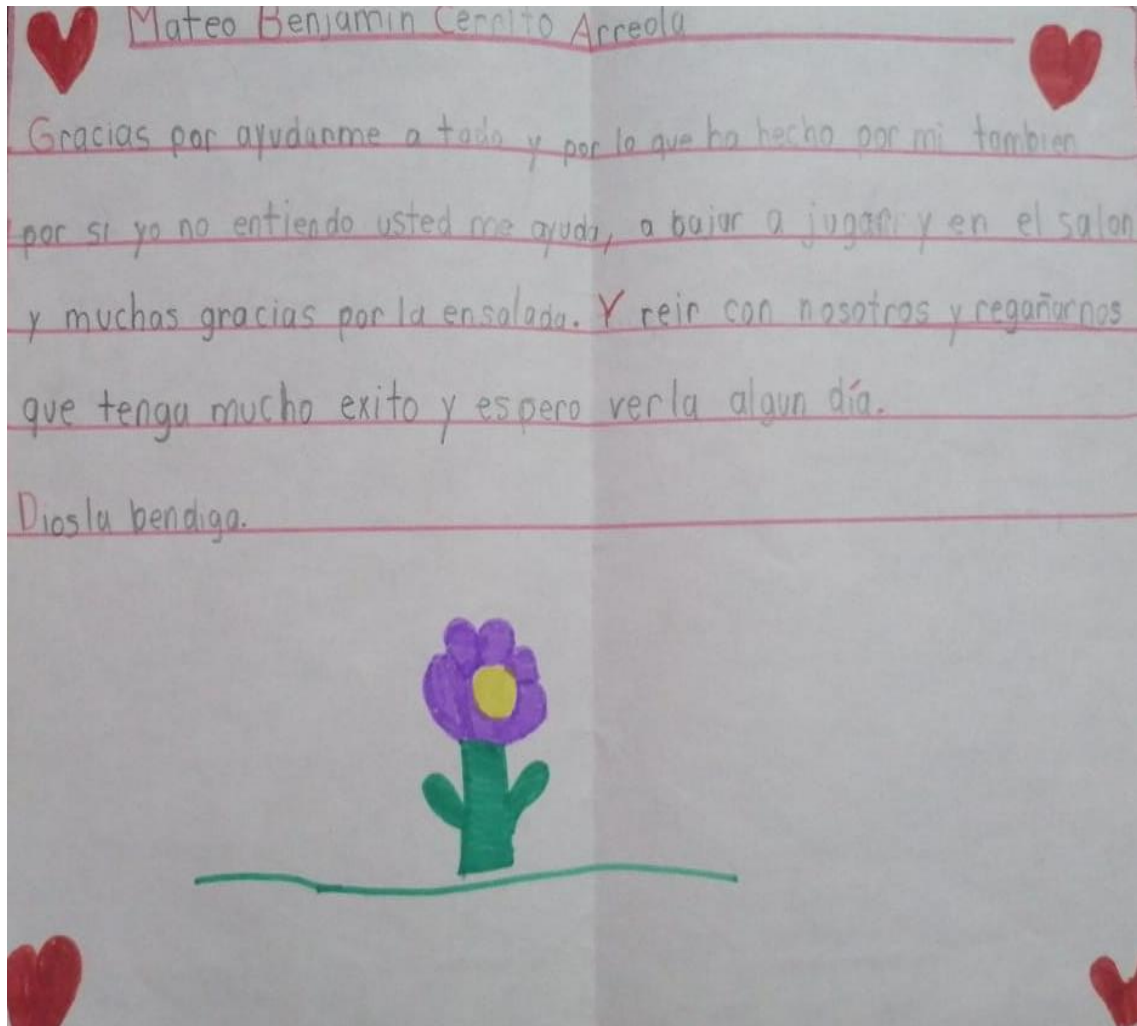 Mateo Benjamin Cerrito Arreola
Gracias por ayudarme a todo y por lo que ha hecho por mi tambien
por si yo no entiendo usted me ayuda, a bajar a jugar y en el salon
y muchas gracias por la ensalada. Y reir con nosotros y regañarnos
que tenga mucho exito y espero verla algun día.
Dios la bendiga.